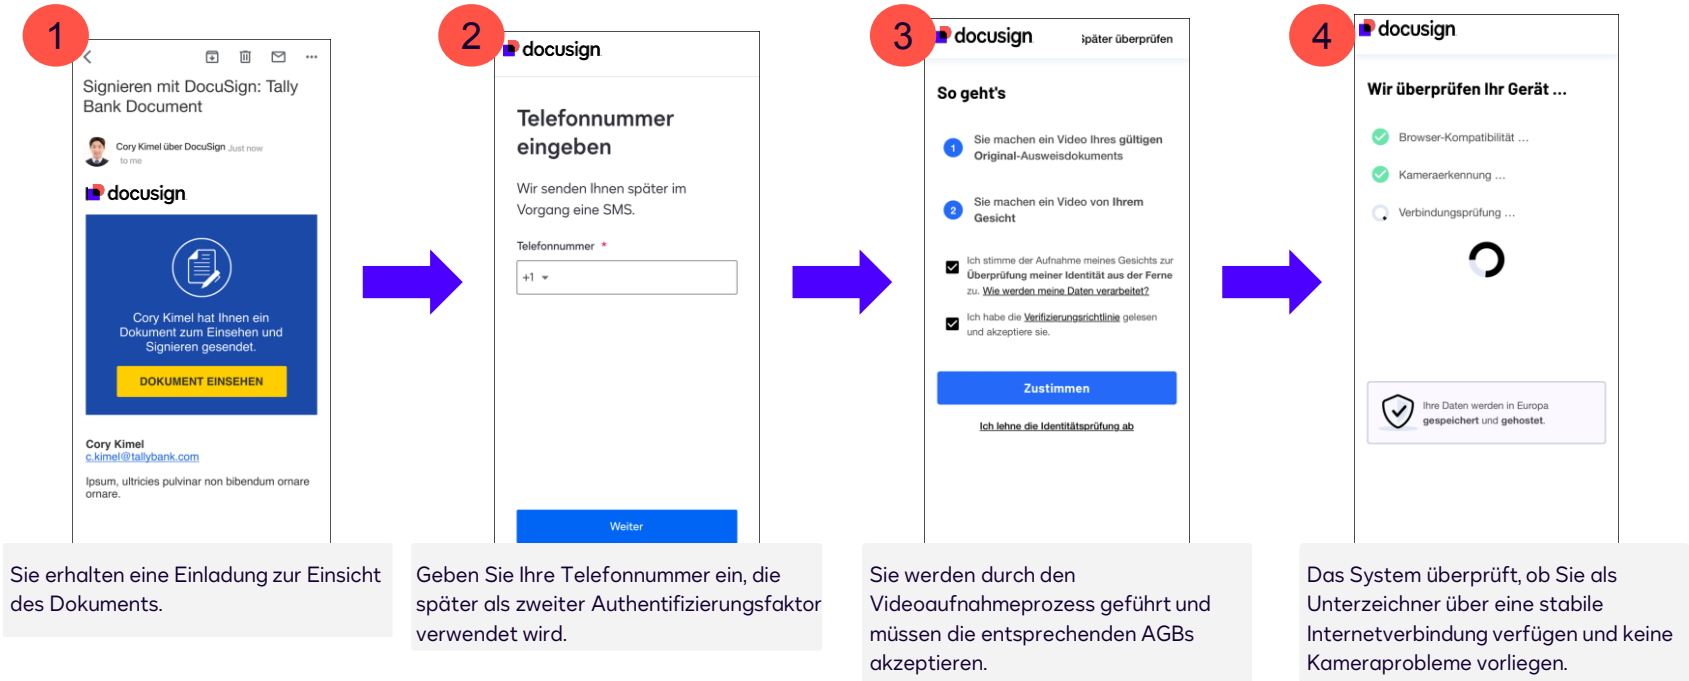 1
Signieren mit DocuSign: Tally
Bank Document
Cory Kimel über DocuSign Just now
to me
docusign
Cory Kimel hat Ihnen ein
Dokument zum Einsehen und
Signieren gesendet.
DOKUMENT EINSEHEN
Cory Kimel
c.kimel@tallybank.com
Ipsum, ultricies pulvinar non bibendum ornare
ornare.
Sie erhalten eine Einladung zur Einsicht
des Dokuments.
2
docusign
Telefonnummer
eingeben
Wir senden Ihnen später im
Vorgang eine SMS.
Telefonnummer *
+1
Weiter
Geben Sie Ihre Telefonnummer ein, die
später als zweiter Authentifizierungsfaktor
verwendet wird.
3
docusign
Später überprüfen
So geht's
1 Sie machen ein Video Ihres gültigen
Original-Ausweisdokuments
2 Sie machen ein Video von Ihrem
Gesicht
Ich stimme der Aufnahme meines Gesichts zur
Überprüfung meiner Identität aus der Ferne
zu. Wie werden meine Daten verarbeitet?
Ich habe die Verifizierungsrichtlinie gelesen
und akzeptiere sie.
Zustimmen
Ich lehne die Identitätsprüfung ab
Sie werden durch den
Videoaufnahmeprozess geführt und
müssen die entsprechenden AGBs
akzeptieren.
4
docusign
Wir überprüfen Ihr Gerät ...
Browser-Kompatibilität ...
Kameraerkennung ...
Verbindungsprüfung ...
Ihre Daten werden in Europa
gespeichert und gehostet.
Das System überprüft, ob Sie als
Unterzeichner über eine stabile
Internetverbindung verfügen und keine
Kameraprobleme vorliegen.